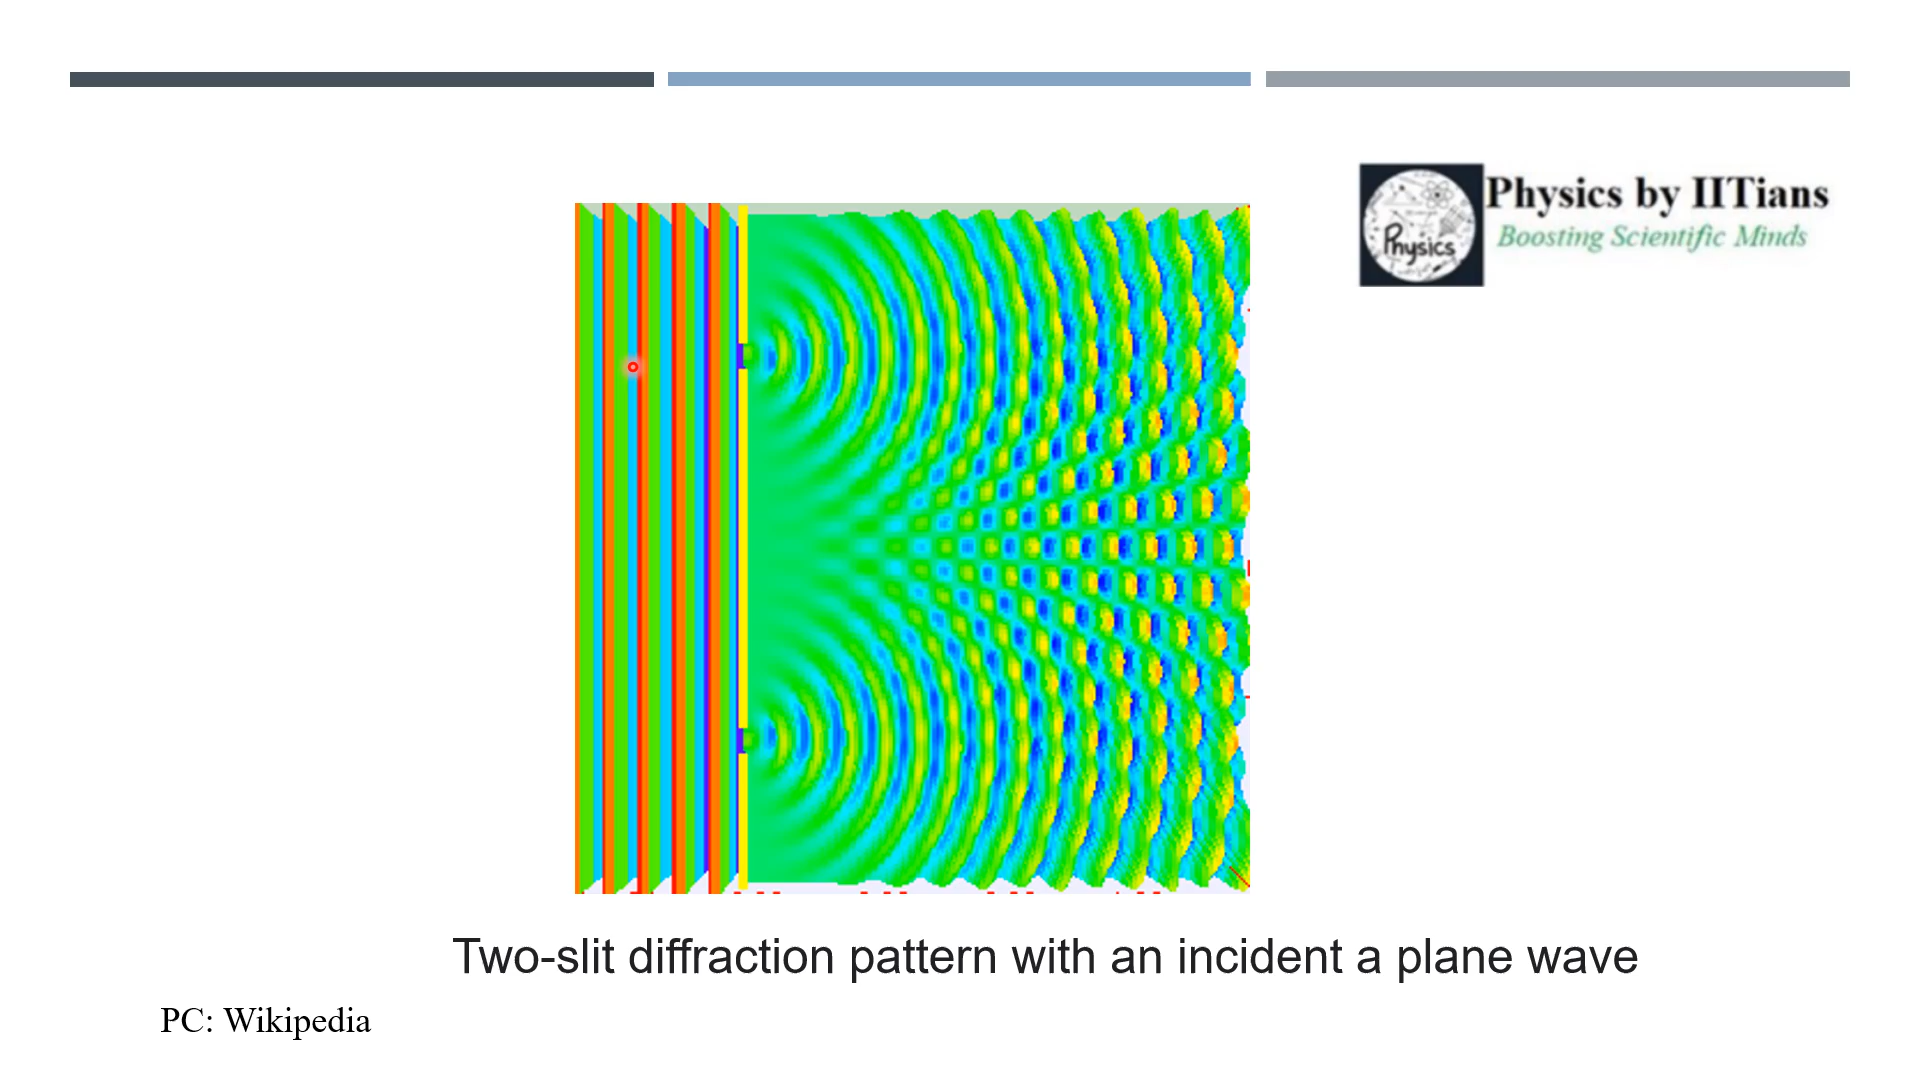 Physics by IITians
Boosting Scientific Minds
Physics
Two-slit diffraction pattern with an incident a plane wave
PC: Wikipedia